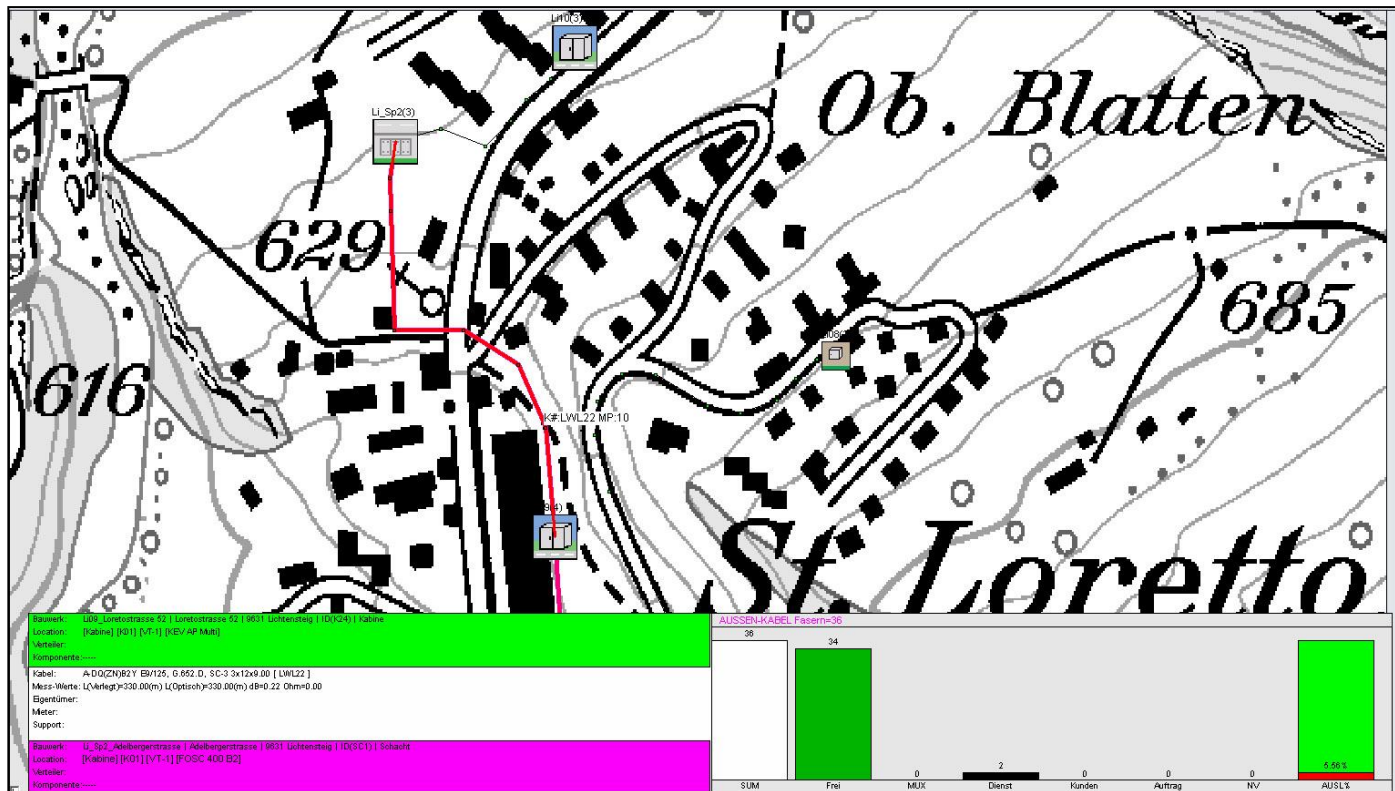 Li10(3)
Ob. Blatten
Li_Sp2(3)
629
685
616
K#:LWL22 MP:10
St. Loretto
Bauwerk: Li09_Loretostrasse 52 | Loretostrasse 52 | 9631 Lichtensteig | ID(K24) | Kabine
Location: [Kabine] [K01] [VT-1] [KEV AP Multi]
Verteiler:
Komponente:----
Kabel: A-DQ(ZN)B2Y E9/125, G.652.D, SC-3 3x12x9.00 [ LWL22 ]
Mess-Werte: L(Verlegt)=330.00(m) L(Optisch)=330.00(m) dB=0.22 Ohm=0.00
Eigentümer:
Mieter:
Support:
Bauwerk: Li_Sp2_Adelbergerstrasse | Adelbergerstrasse | 9631 Lichtensteig | ID(SC1) | Schacht
Location: [Kabine] [K01] [VT-1] [FOSC 400 B2]
Verteiler:
Komponente:----
AUSSEN-KABEL Fasern=36
36
34
0
2
0
0
0
5.56%
SUM Frei MUX Dienst Kunden Auftrag NV AUSL%